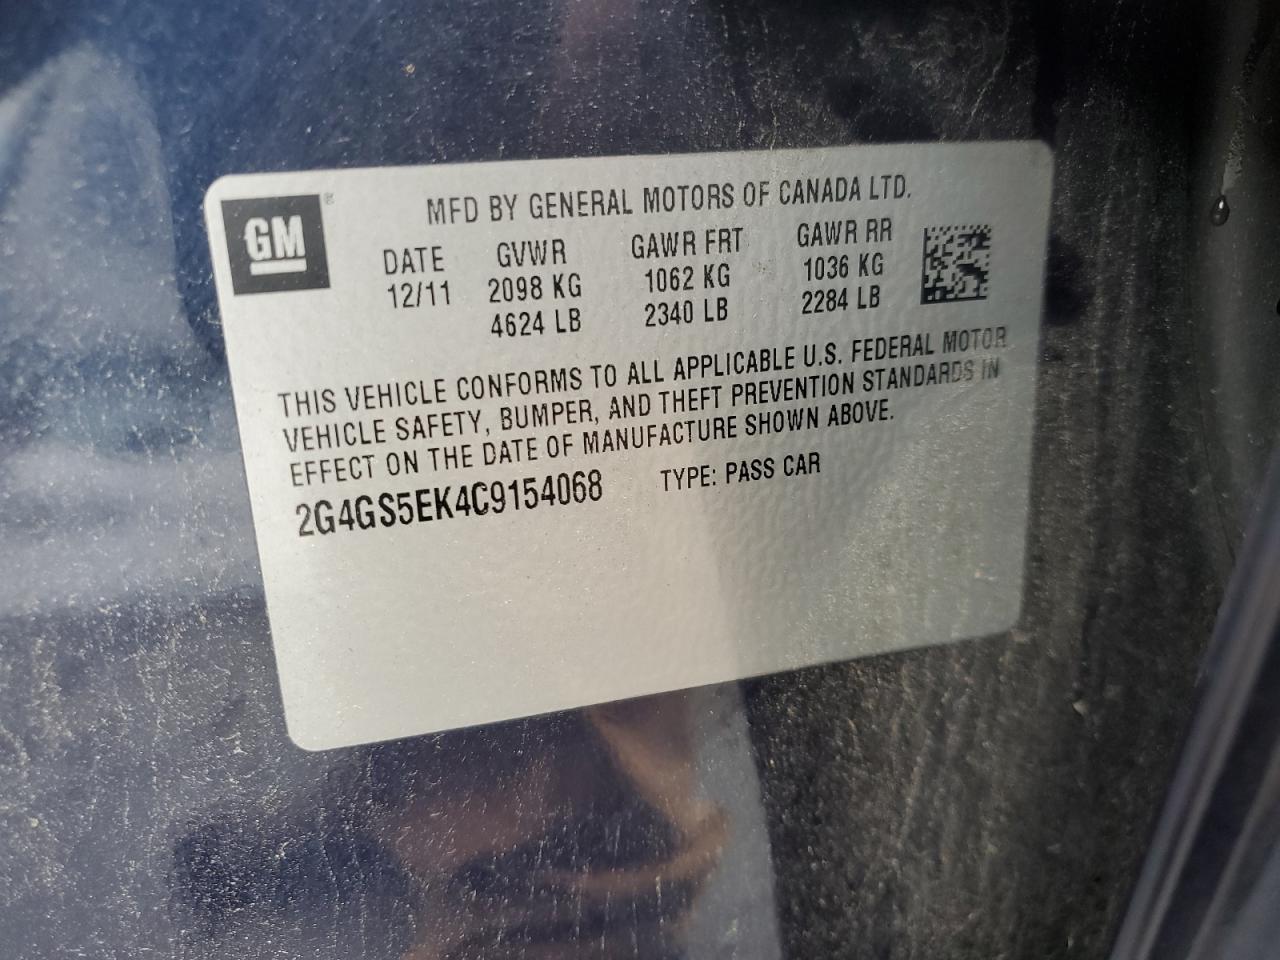 GM ®
MFD BY GENERAL MOTORS OF CANADA LTD.
DATE GVWR GAWR FRT GAWR RR
12/11 2098 KG 1062 KG 1036 KG
4624 LB 2340 LB 2284 LB
THIS VEHICLE CONFORMS TO ALL APPLICABLE U.S. FEDERAL MOTOR
VEHICLE SAFETY, BUMPER, AND THEFT PREVENTION STANDARDS IN
EFFECT ON THE DATE OF MANUFACTURE SHOWN ABOVE.
2G4GS5EK4C9154068 TYPE: PASS CAR